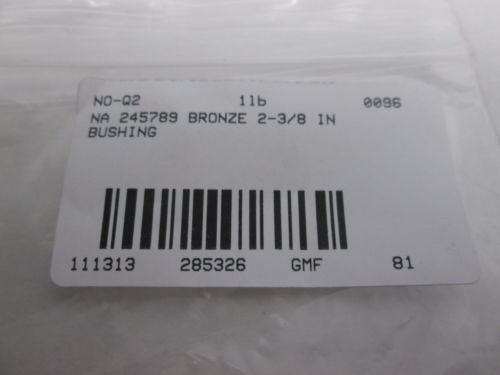 NO-Q2 1lb 0096
NA 245789 BRONZE 2-3/8 IN
BUSHING
111313 285326 GMF 81